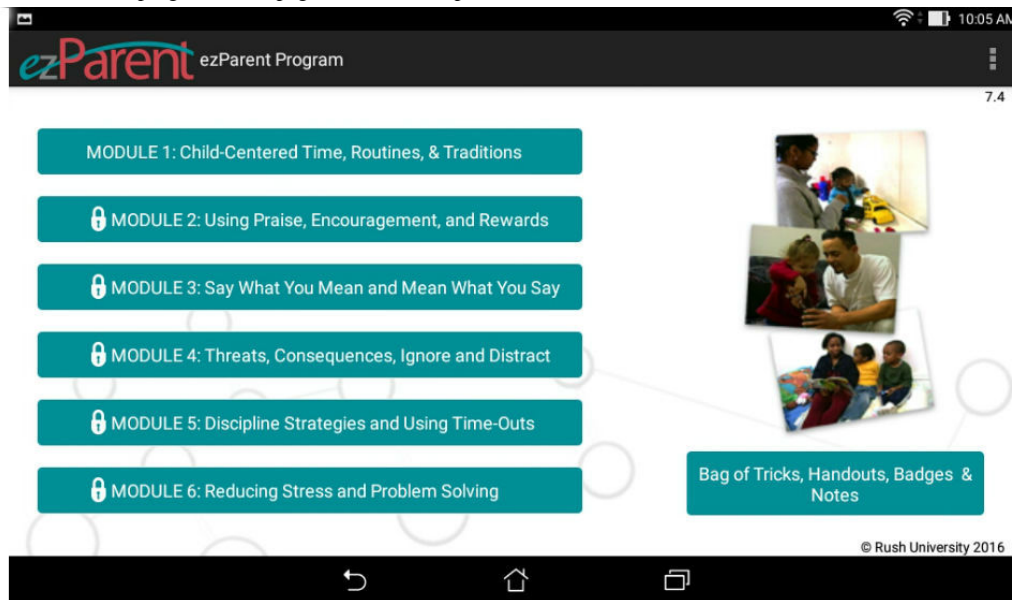 10:05 AM
ezParent ezParent Program
7.4
MODULE 1: Child-Centered Time, Routines, & Traditions
MODULE 2: Using Praise, Encouragement, and Rewards
MODULE 3: Say What You Mean and Mean What You Say
MODULE 4: Threats, Consequences, Ignore and Distract
MODULE 5: Discipline Strategies and Using Time-Outs
MODULE 6: Reducing Stress and Problem Solving
Bag of Tricks, Handouts, Badges &
Notes
© Rush University 2016